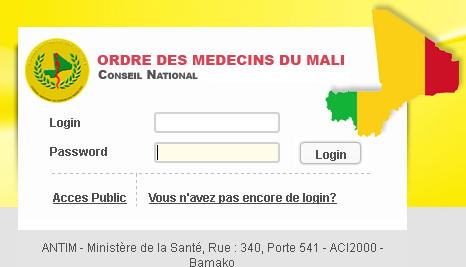 ORDRE DES MEDECINS DU MALI
CONSEIL NATIONAL
Login
Password
Login
Acces Public
Vous n'avez pas encore de login?
ANTIM - Ministère de la Santé, Rue : 340, Porte 541 - ACI2000 -
Bamako